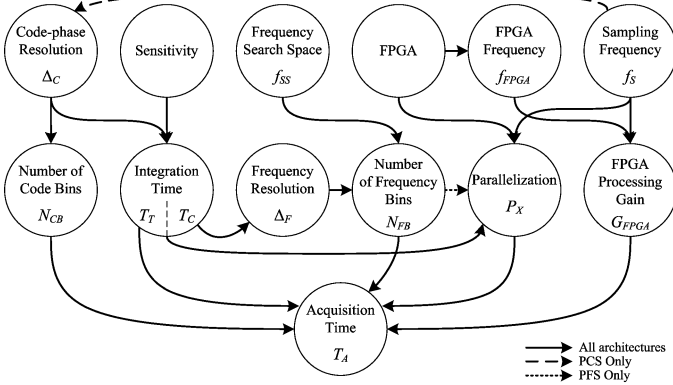 Code-phase
Resolution
Δ_C
Sensitivity
Frequency
Search Space
f_SS
FPGA
FPGA
Frequency
f_FPGA
Sampling
Frequency
f_S
Number of
Code Bins
N_CB
Integration
Time
T_T T_C
Frequency
Resolution
Δ_F
Number
of Frequency
Bins
N_FB
Parallelization
P_X
FPGA
Processing
Gain
G_FPGA
Acquisition
Time
T_A
All architectures
PCS Only
PFS Only